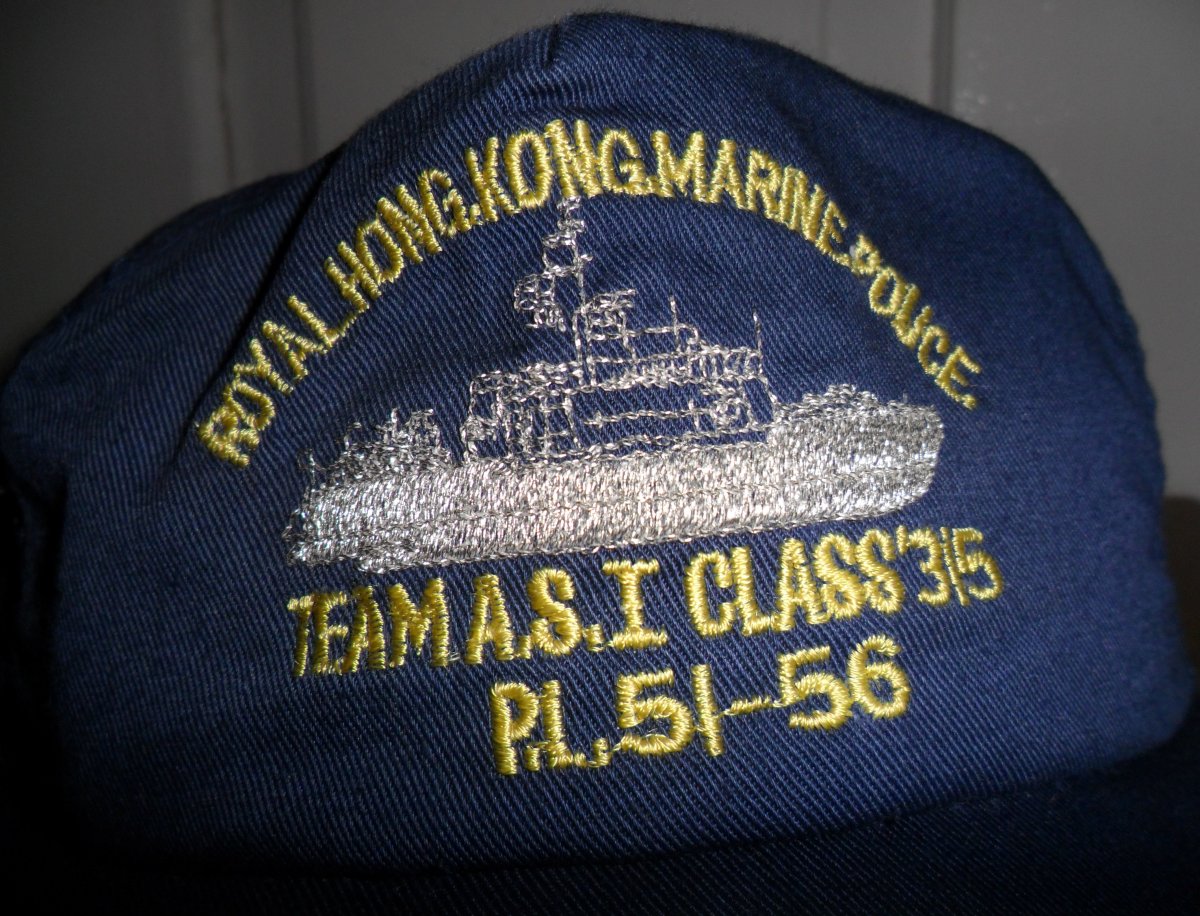 ROYAL.HONG.KONG.MARINE.POLICE.
TEAM A.S.I CLASS'315
P.L.51-56